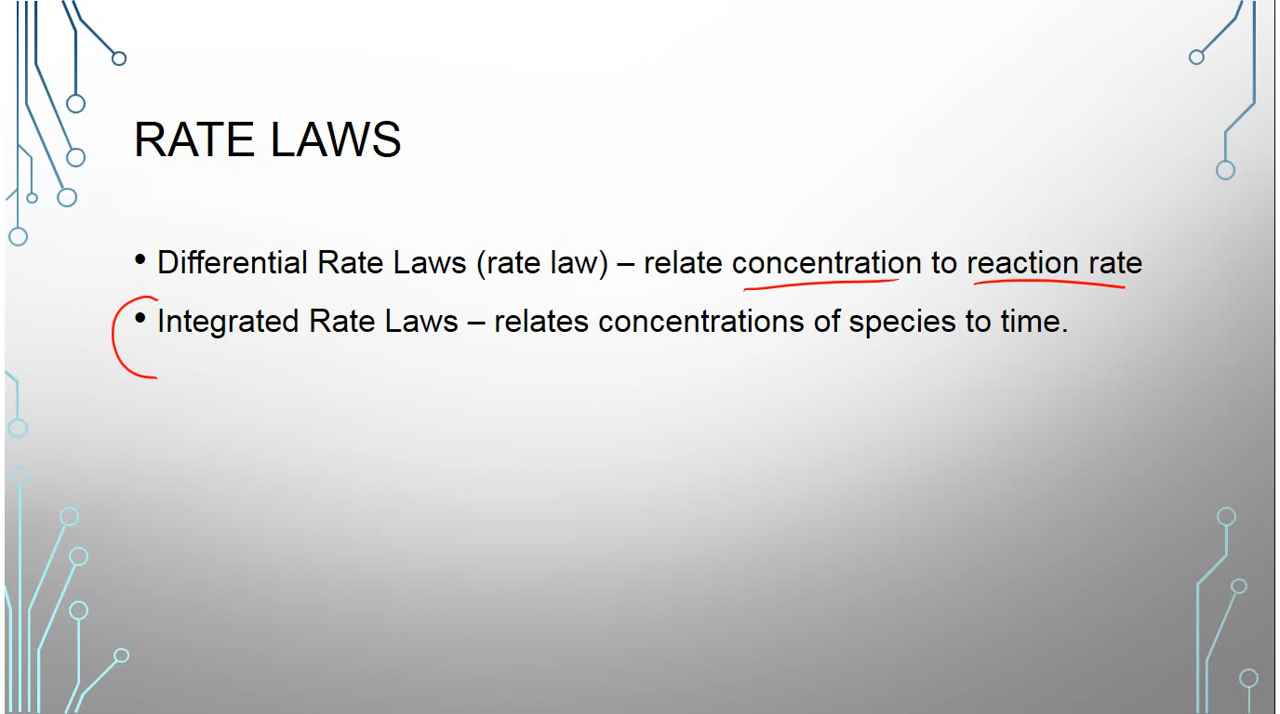 RATE LAWS
• Differential Rate Laws (rate law) – relate concentration to reaction rate
• Integrated Rate Laws – relates concentrations of species to time.